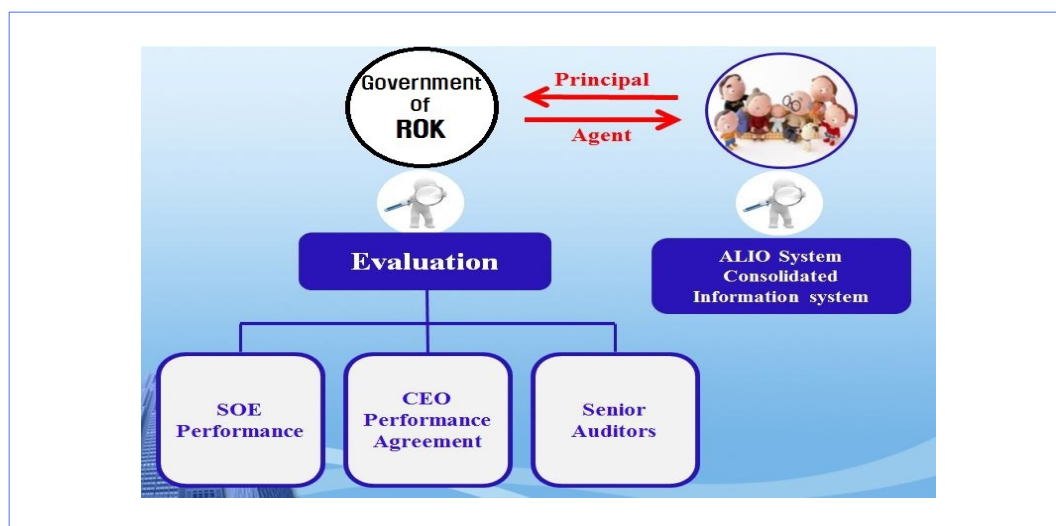 Government
of
ROK
Principal
Agent
Evaluation
ALIO System
Consolidated
Information system
SOE
Performance
CEO
Performance
Agreement
Senior
Auditors